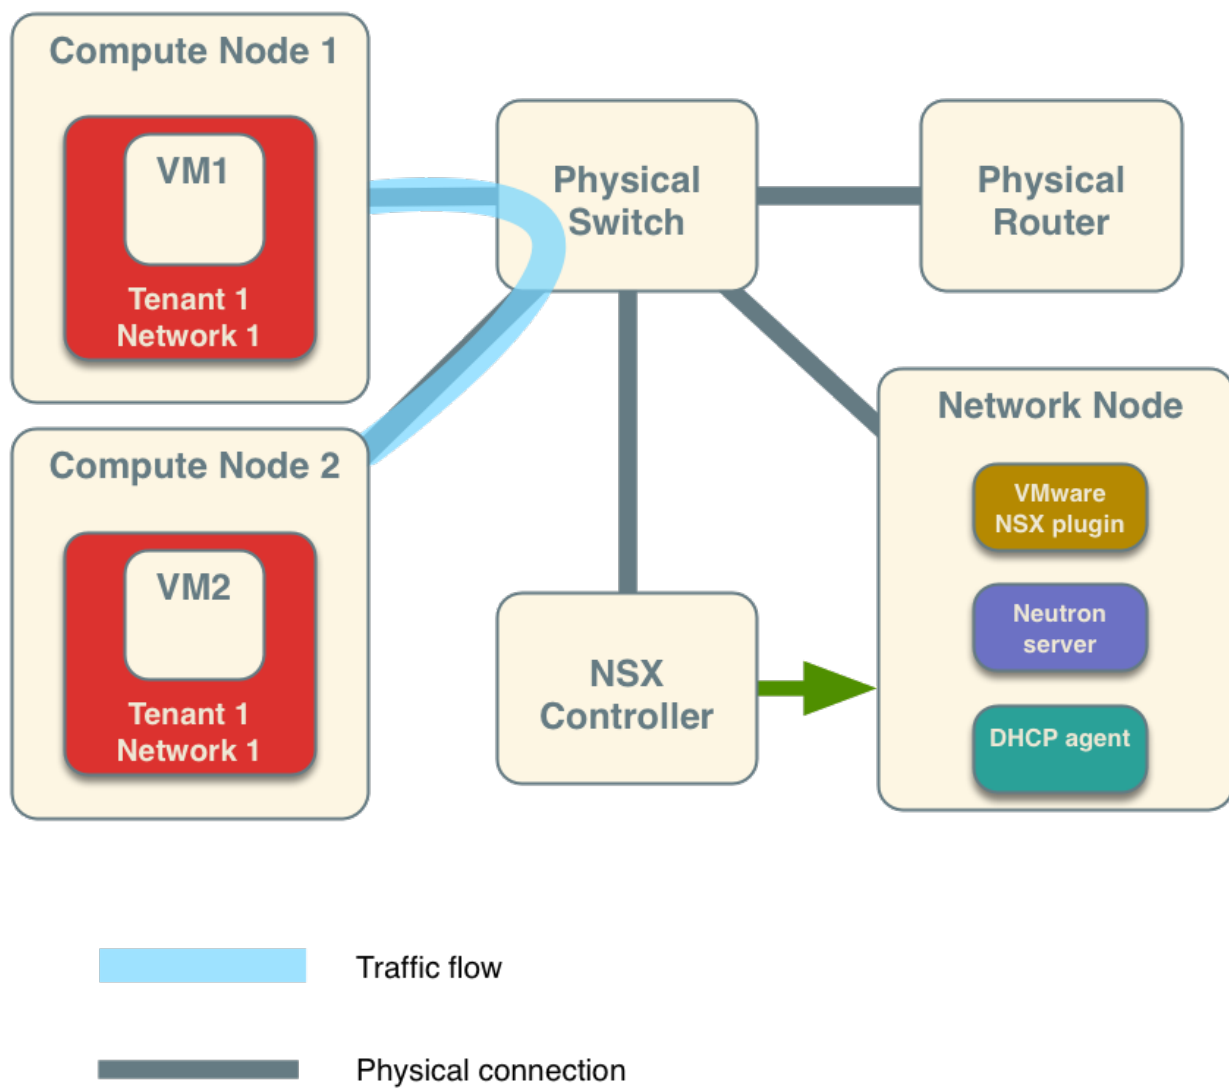 Compute Node 1
VM1
Tenant 1
Network 1
Physical
Switch
Physical
Router
Compute Node 2
VM2
Tenant 1
Network 1
NSX
Controller
Network Node
VMware
NSX plugin
Neutron
server
DHCP agent
Traffic flow
Physical connection